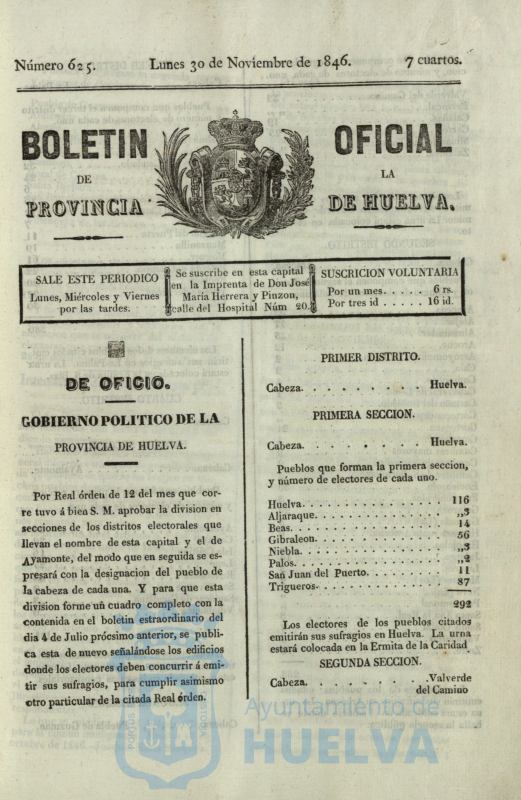 Número 625. Lunes 30 de Noviembre de 1846. 7 cuartos.
BOLETIN OFICIAL
DE LA
PROVINCIA DE HUELVA.
SALE ESTE PERIODICO
Lunes, Miércoles y Viernes
por las tardes.
Se suscribe en esta capital
en la Imprenta de Don José
María Herrera y Pinzon,
calle del Hospital Núm 20.
SUSCRICION VOLUNTARIA
Por un mes. . . . . 6 rs.
Por tres id . . . . . 16 id.
DE OFICIO.
GOBIERNO POLITICO DE LA
PROVINCIA DE HUELVA.
Por Real órden de 12 del mes que cor-
re tuvo á bien S. M. aprobar la division en
secciones de los distritos electorales que
llevan el nombre de esta capital y el de
Ayamonte, del modo que en seguida se es-
presará con la designacion del pueblo de
la cabeza de cada una. Y para que esta
division forme un cuadro completo con la
contenida en el boletin estraordinario del
dia 4 de Julio prócsimo anterior, se publi-
ca esta de nuevo señalándose los edificios
donde los electores deben concurrir á emi-
tir sus sufragios, para cumplir asimismo
otro particular de la citada Real órden.
PRIMER DISTRITO.
Cabeza. . . . . . . . . Huelva.
PRIMERA SECCION.
Cabeza. . . . . . . . . Huelva.
Pueblos que forman la primera seccion,
y número de electores de cada uno.
Huelva. . . . . . . . . . . . . . . 116
Aljaraque. . . . . . . . . . . . . . „3
Beas. . . . . . . . . . . . . . . . 14
Gibraleon. . . . . . . . . . . . . . 56
Niebla. . . . . . . . . . . . . . . „3
Palos. . . . . . . . . . . . . . . . „2
San Juan del Puerto. . . . . . . . . 11
Trigueros. . . . . . . . . . . . . . 87
292
Los electores de los pueblos citados
emitirán sus sufragios en Huelva. La urna
estará colocada en la Ermita de la Caridad
SEGUNDA SECCION.
Cabeza. . . . . . . . . .Valverde
del Camino
Ayuntamiento de
HUELVA